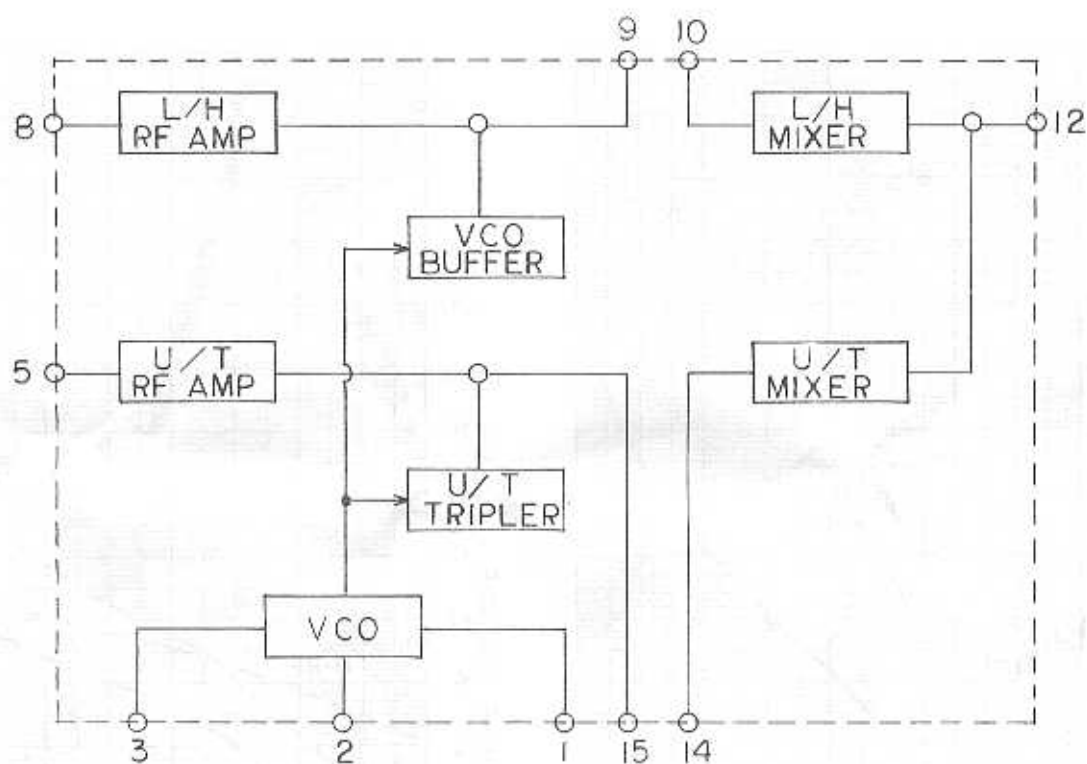 9 10
L/H
RF AMP
L/H
MIXER
8
12
VCO
BUFFER
U/T
RF AMP
U/T
MIXER
5
U/T
TRIPLER
VCO
3 2 1 15 14